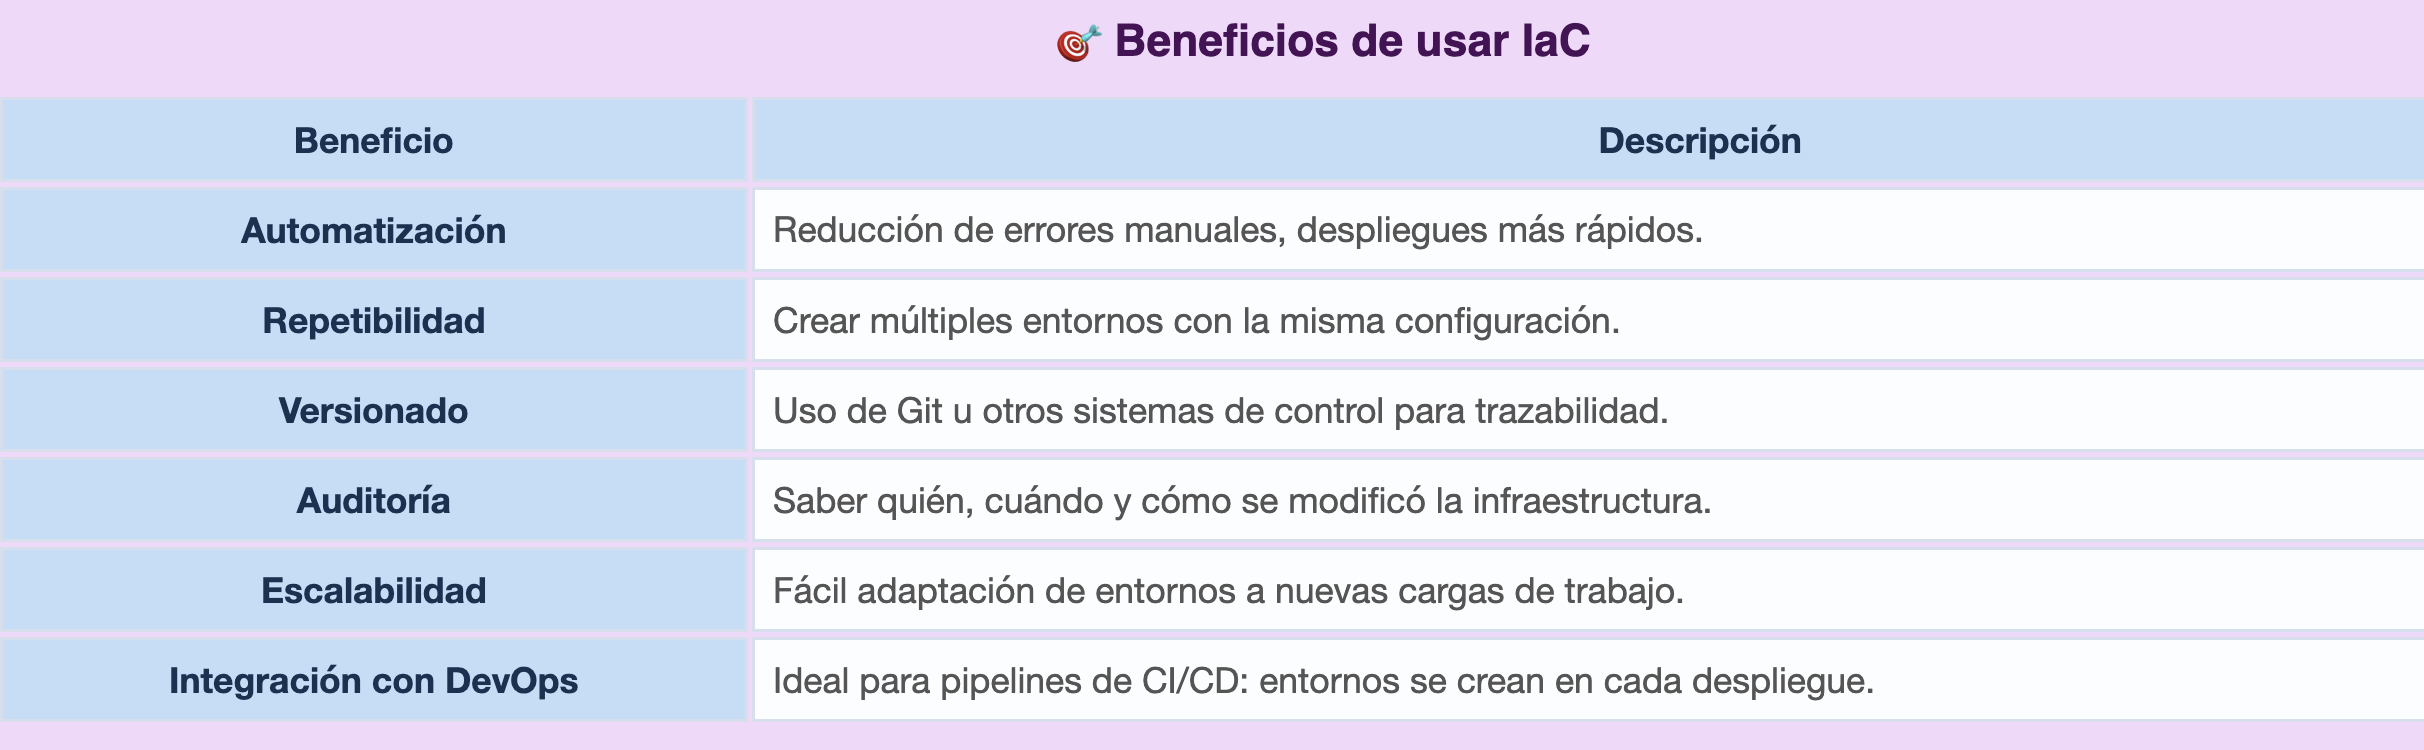 🎯 Beneficios de usar IaC
Beneficio Descripción
Automatización Reducción de errores manuales, despliegues más rápidos.
Repetibilidad Crear múltiples entornos con la misma configuración.
Versionado Uso de Git u otros sistemas de control para trazabilidad.
Auditoría Saber quién, cuándo y cómo se modificó la infraestructura.
Escalabilidad Fácil adaptación de entornos a nuevas cargas de trabajo.
Integración con DevOps Ideal para pipelines de CI/CD: entornos se crean en cada despliegue.